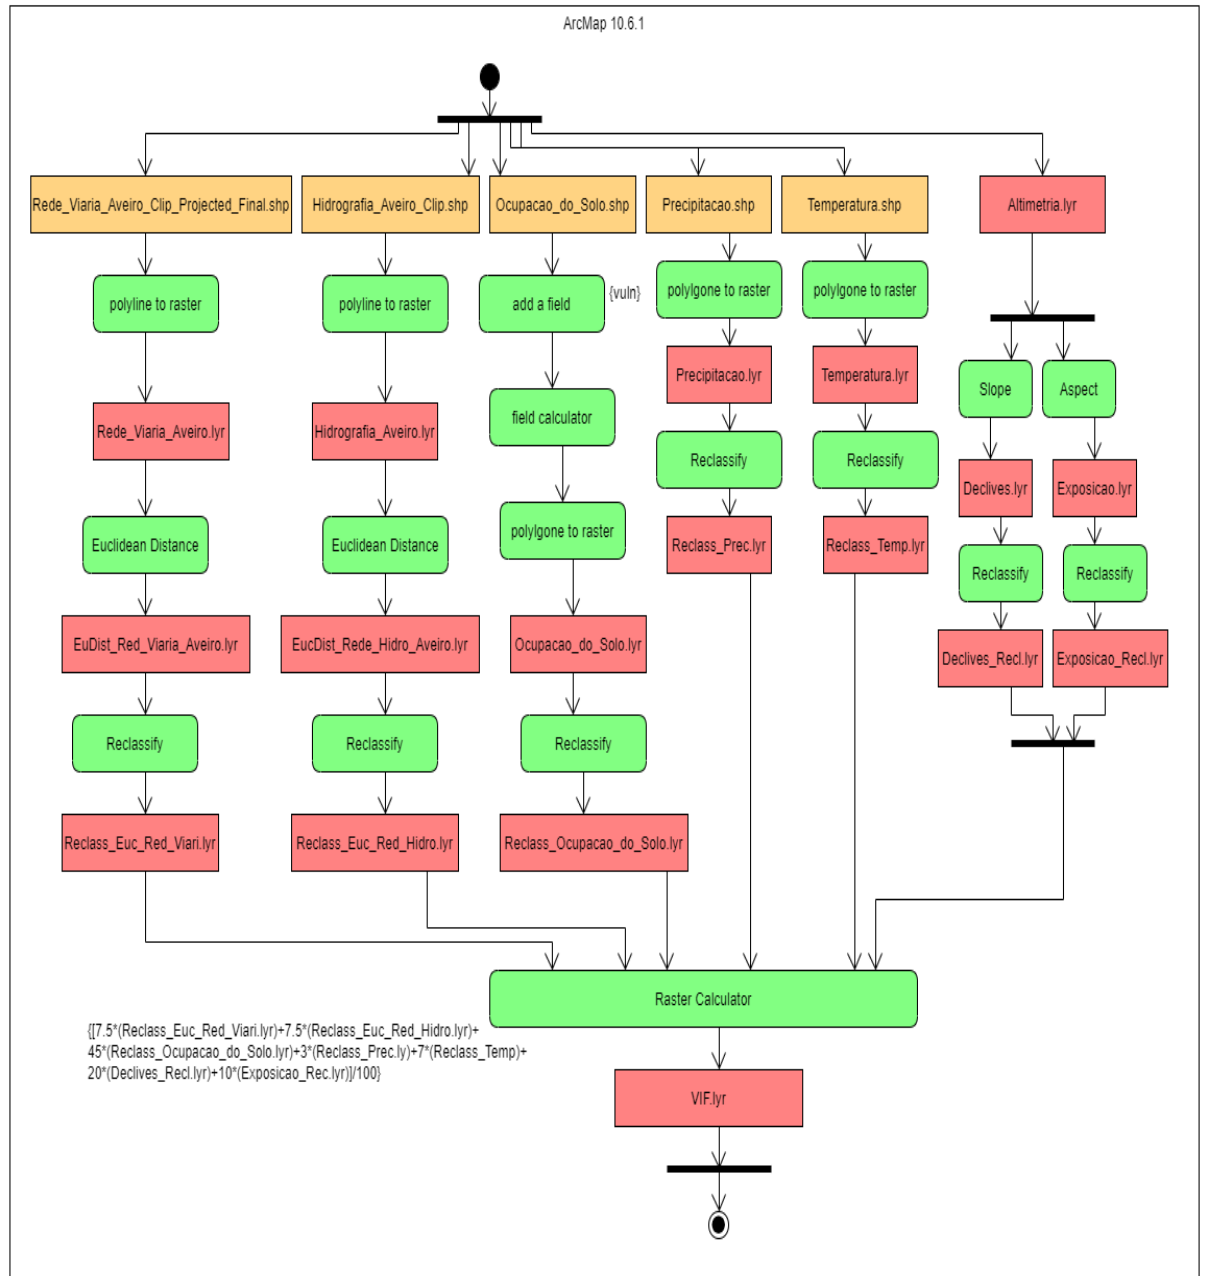 ArcMap 10.6.1
Rede_Viaria_Aveiro_Clip_Projected_Final.shp
Hidrografia_Aveiro_Clip.shp
Ocupacao_do_Solo.shp
Precipitacao.shp
Temperatura.shp
Altimetria.lyr
polyline to raster
polyline to raster
add a field
{vuln}
polylgone to raster
polylgone to raster
Precipitacao.lyr
Temperatura.lyr
Slope
Aspect
Rede_Viaria_Aveiro.lyr
Hidrografia_Aveiro.lyr
field calculator
Reclassify
Reclassify
Declives.lyr
Exposicao.lyr
Euclidean Distance
Euclidean Distance
polylgone to raster
Reclass_Prec.lyr
Reclass_Temp.lyr
Reclassify
Reclassify
EuDist_Red_Viaria_Aveiro.lyr
EucDist_Rede_Hidro_Aveiro.lyr
Ocupacao_do_Solo.lyr
Declives_Recl.lyr
Exposicao_Recl.lyr
Reclassify
Reclassify
Reclassify
Reclass_Euc_Red_Viari.lyr
Reclass_Euc_Red_Hidro.lyr
Reclass_Ocupacao_do_Solo.lyr
Raster Calculator
{[7.5*(Reclass_Euc_Red_Viari.lyr)+7.5*(Reclass_Euc_Red_Hidro.lyr)+
45*(Reclass_Ocupacao_do_Solo.lyr)+3*(Reclass_Prec.ly)+7*(Reclass_Temp)+
20*(Declives_Recl.lyr)+10*(Exposicao_Rec.lyr)]/100}
VIF.lyr